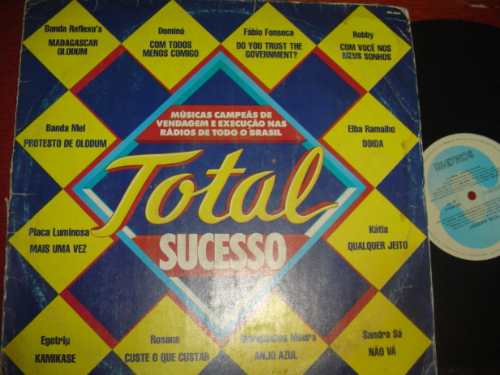 Banda Reflexu's
MADAGASCAR
OLODUM
Dominó
COM TODOS
MENOS COMIGO
Fábio Fonseca
DO YOU TRUST THE
GOVERNMENT?
Robby
COM VOCÊ NOS
MEUS SONHOS
MÚSICAS CAMPEÃS DE
VENDAGEM E EXECUÇÃO NAS
RÁDIOS DE TODO O BRASIL
Banda Mel
PROTESTO DE OLODUM
Elba Ramalho
DOIDA
Total
SUCESSO
Placa Luminosa
MAIS UMA VEZ
Kátia
QUALQUER JEITO
Egotrip
KAMIKASE
Rosana
CUSTE O QUE CUSTAR
Moura
ANJO AZUL
Sandra Sá
NÃO VÁ